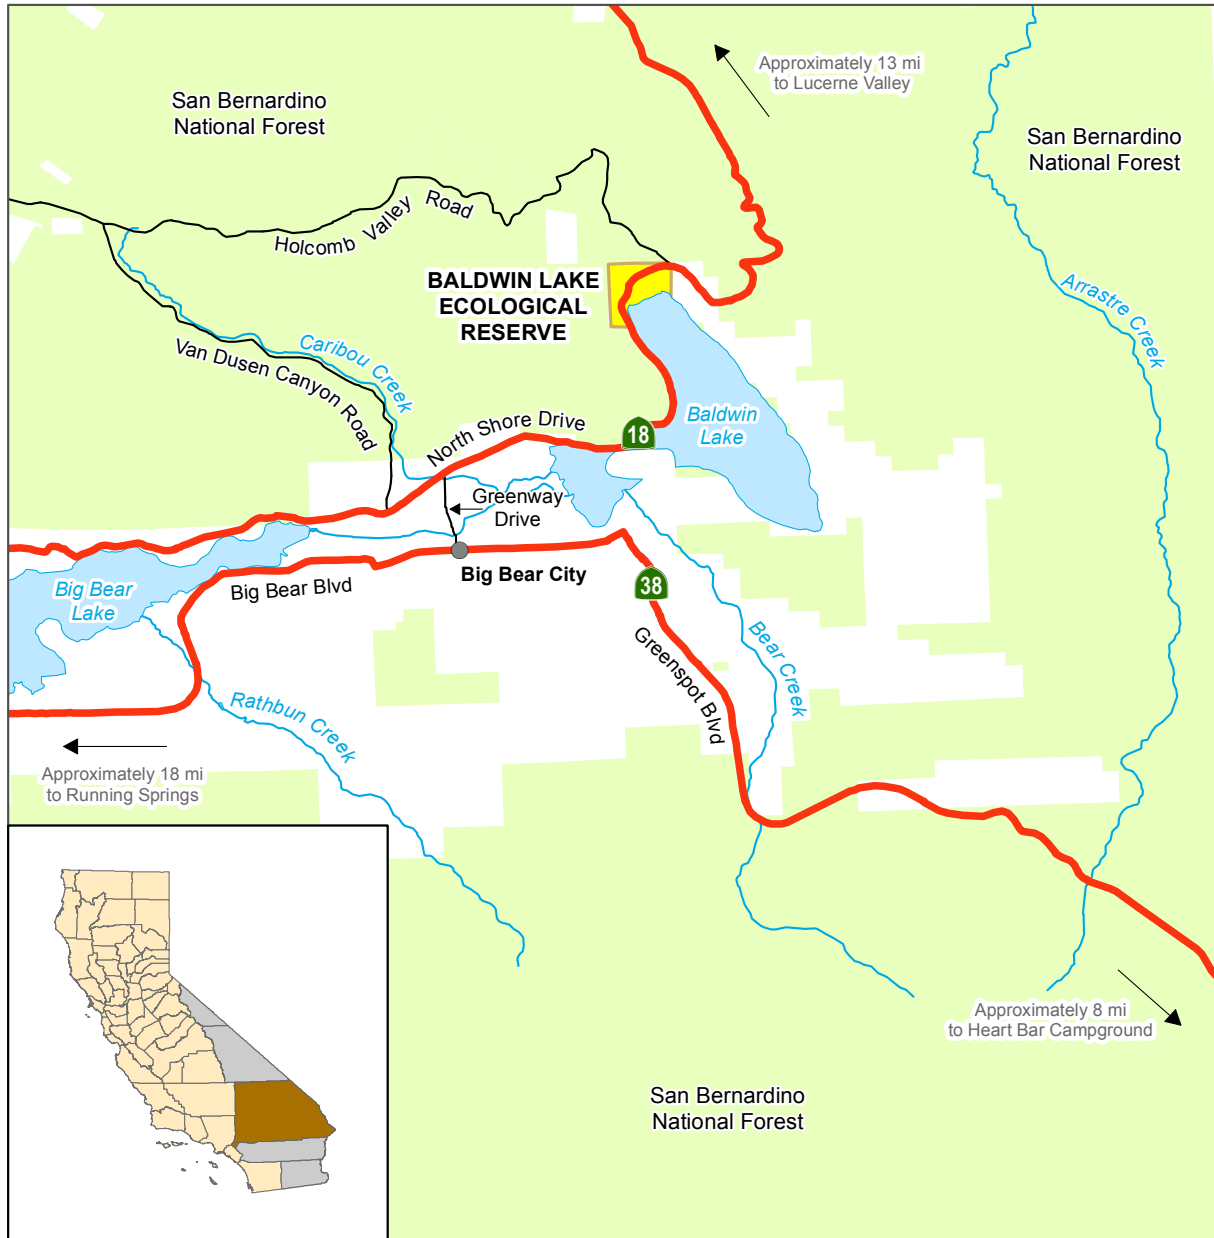 Approximately 13 mi
to Lucerne Valley
San Bernardino
National Forest
San Bernardino
National Forest
Holcomb Valley Road
BALDWIN LAKE
ECOLOGICAL
RESERVE
Arrastre Creek
Caribou Creek
Van Dusen Canyon Road
North Shore Drive
18
Baldwin
Lake
Greenway
Drive
Big Bear City
Big Bear
Lake
Big Bear Blvd
38
Greenspot Blvd
Bear Creek
Rathbun Creek
Approximately 18 mi
to Running Springs
Approximately 8 mi
to Heart Bar Campground
San Bernardino
National Forest